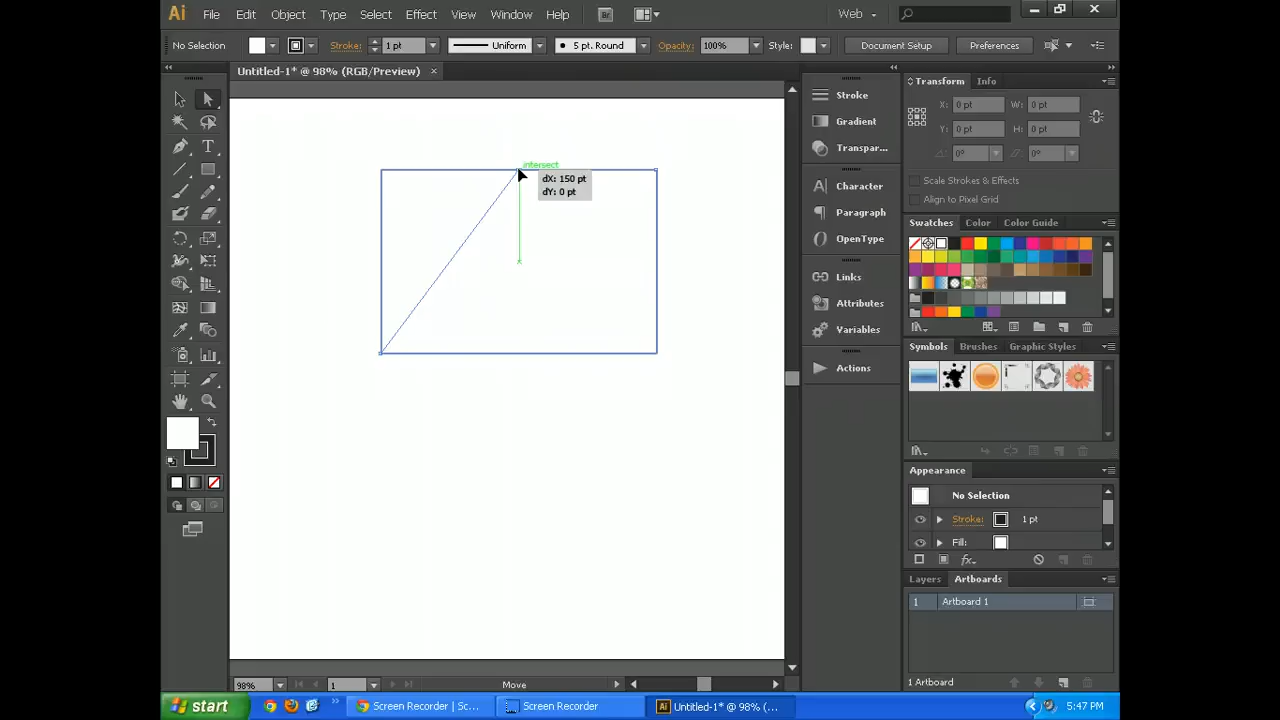 Ai File Edit Object Type Select Effect View Window Help Br Web
No Selection Stroke: 1 pt Uniform 5 pt. Round Opacity: 100% Style: Document Setup Preferences
Untitled-1* @ 98% (RGB/Preview) ×
intersect
dX: 150 pt
dY: 0 pt
Stroke
Gradient
Transpar...
Character
Paragraph
OpenType
Links
Attributes
Variables
Actions
Transform Info
X: 0 pt W: 0 pt
Y: 0 pt H: 0 pt
0° 0°
Scale Strokes & Effects
Align to Pixel Grid
Swatches Color Color Guide
Symbols Brushes Graphic Styles
Appearance
No Selection
Stroke: 1 pt
Fill:
fx
Layers Artboards
1 Artboard 1
1 Artboard
98% 1 Move
start Screen Recorder | Sc... Screen Recorder Untitled-1* @ 98% (... 5:47 PM